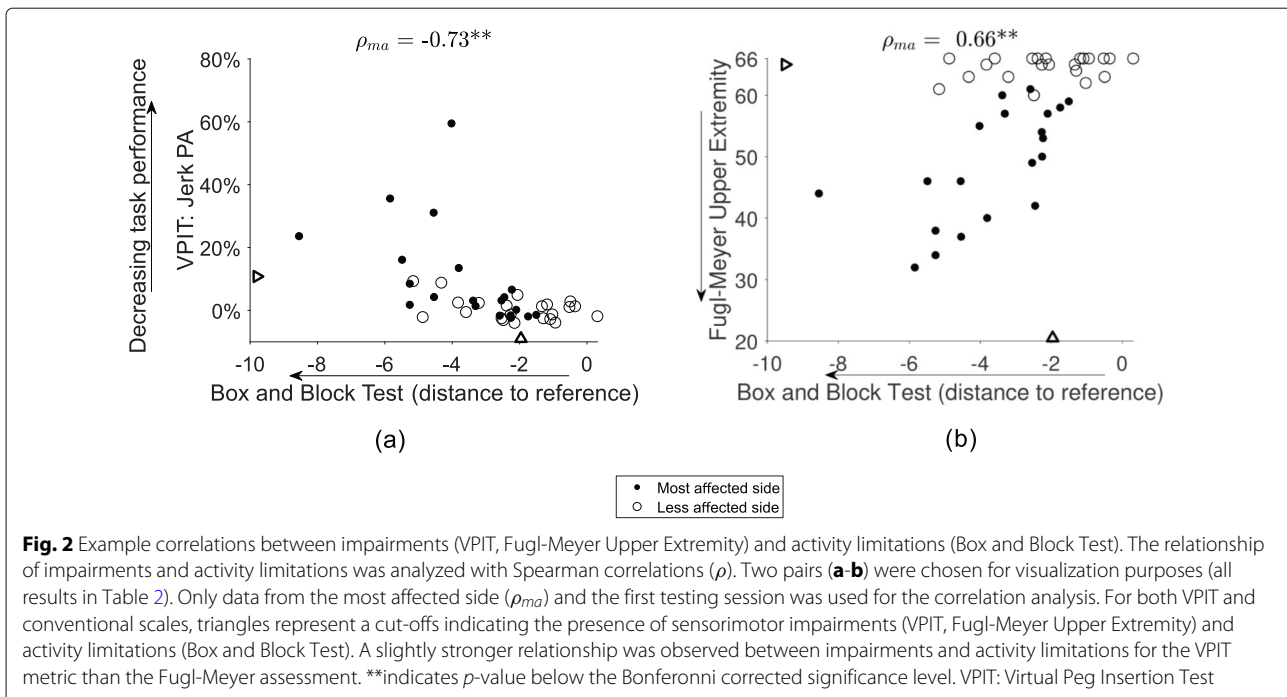 ρma = -0.73**
80%
60%
40%
20%
0%
Decreasing task performance
VPIT: Jerk PA
-10 -8 -6 -4 -2 0
Box and Block Test (distance to reference)
(a)
ρma = 0.66**
66
60
50
40
30
20
Fugl-Meyer Upper Extremity
-10 -8 -6 -4 -2 0
Box and Block Test (distance to reference)
(b)
Most affected side
Less affected side
Fig. 2 Example correlations between impairments (VPIT, Fugl-Meyer Upper Extremity) and activity limitations (Box and Block Test). The relationship
of impairments and activity limitations was analyzed with Spearman correlations (ρ). Two pairs (a-b) were chosen for visualization purposes (all
results in Table 2). Only data from the most affected side (ρma) and the first testing session was used for the correlation analysis. For both VPIT and
conventional scales, triangles represent a cut-offs indicating the presence of sensorimotor impairments (VPIT, Fugl-Meyer Upper Extremity) and
activity limitations (Box and Block Test). A slightly stronger relationship was observed between impairments and activity limitations for the VPIT
metric than the Fugl-Meyer assessment. **indicates p-value below the Bonferonni corrected significance level. VPIT: Virtual Peg Insertion Test